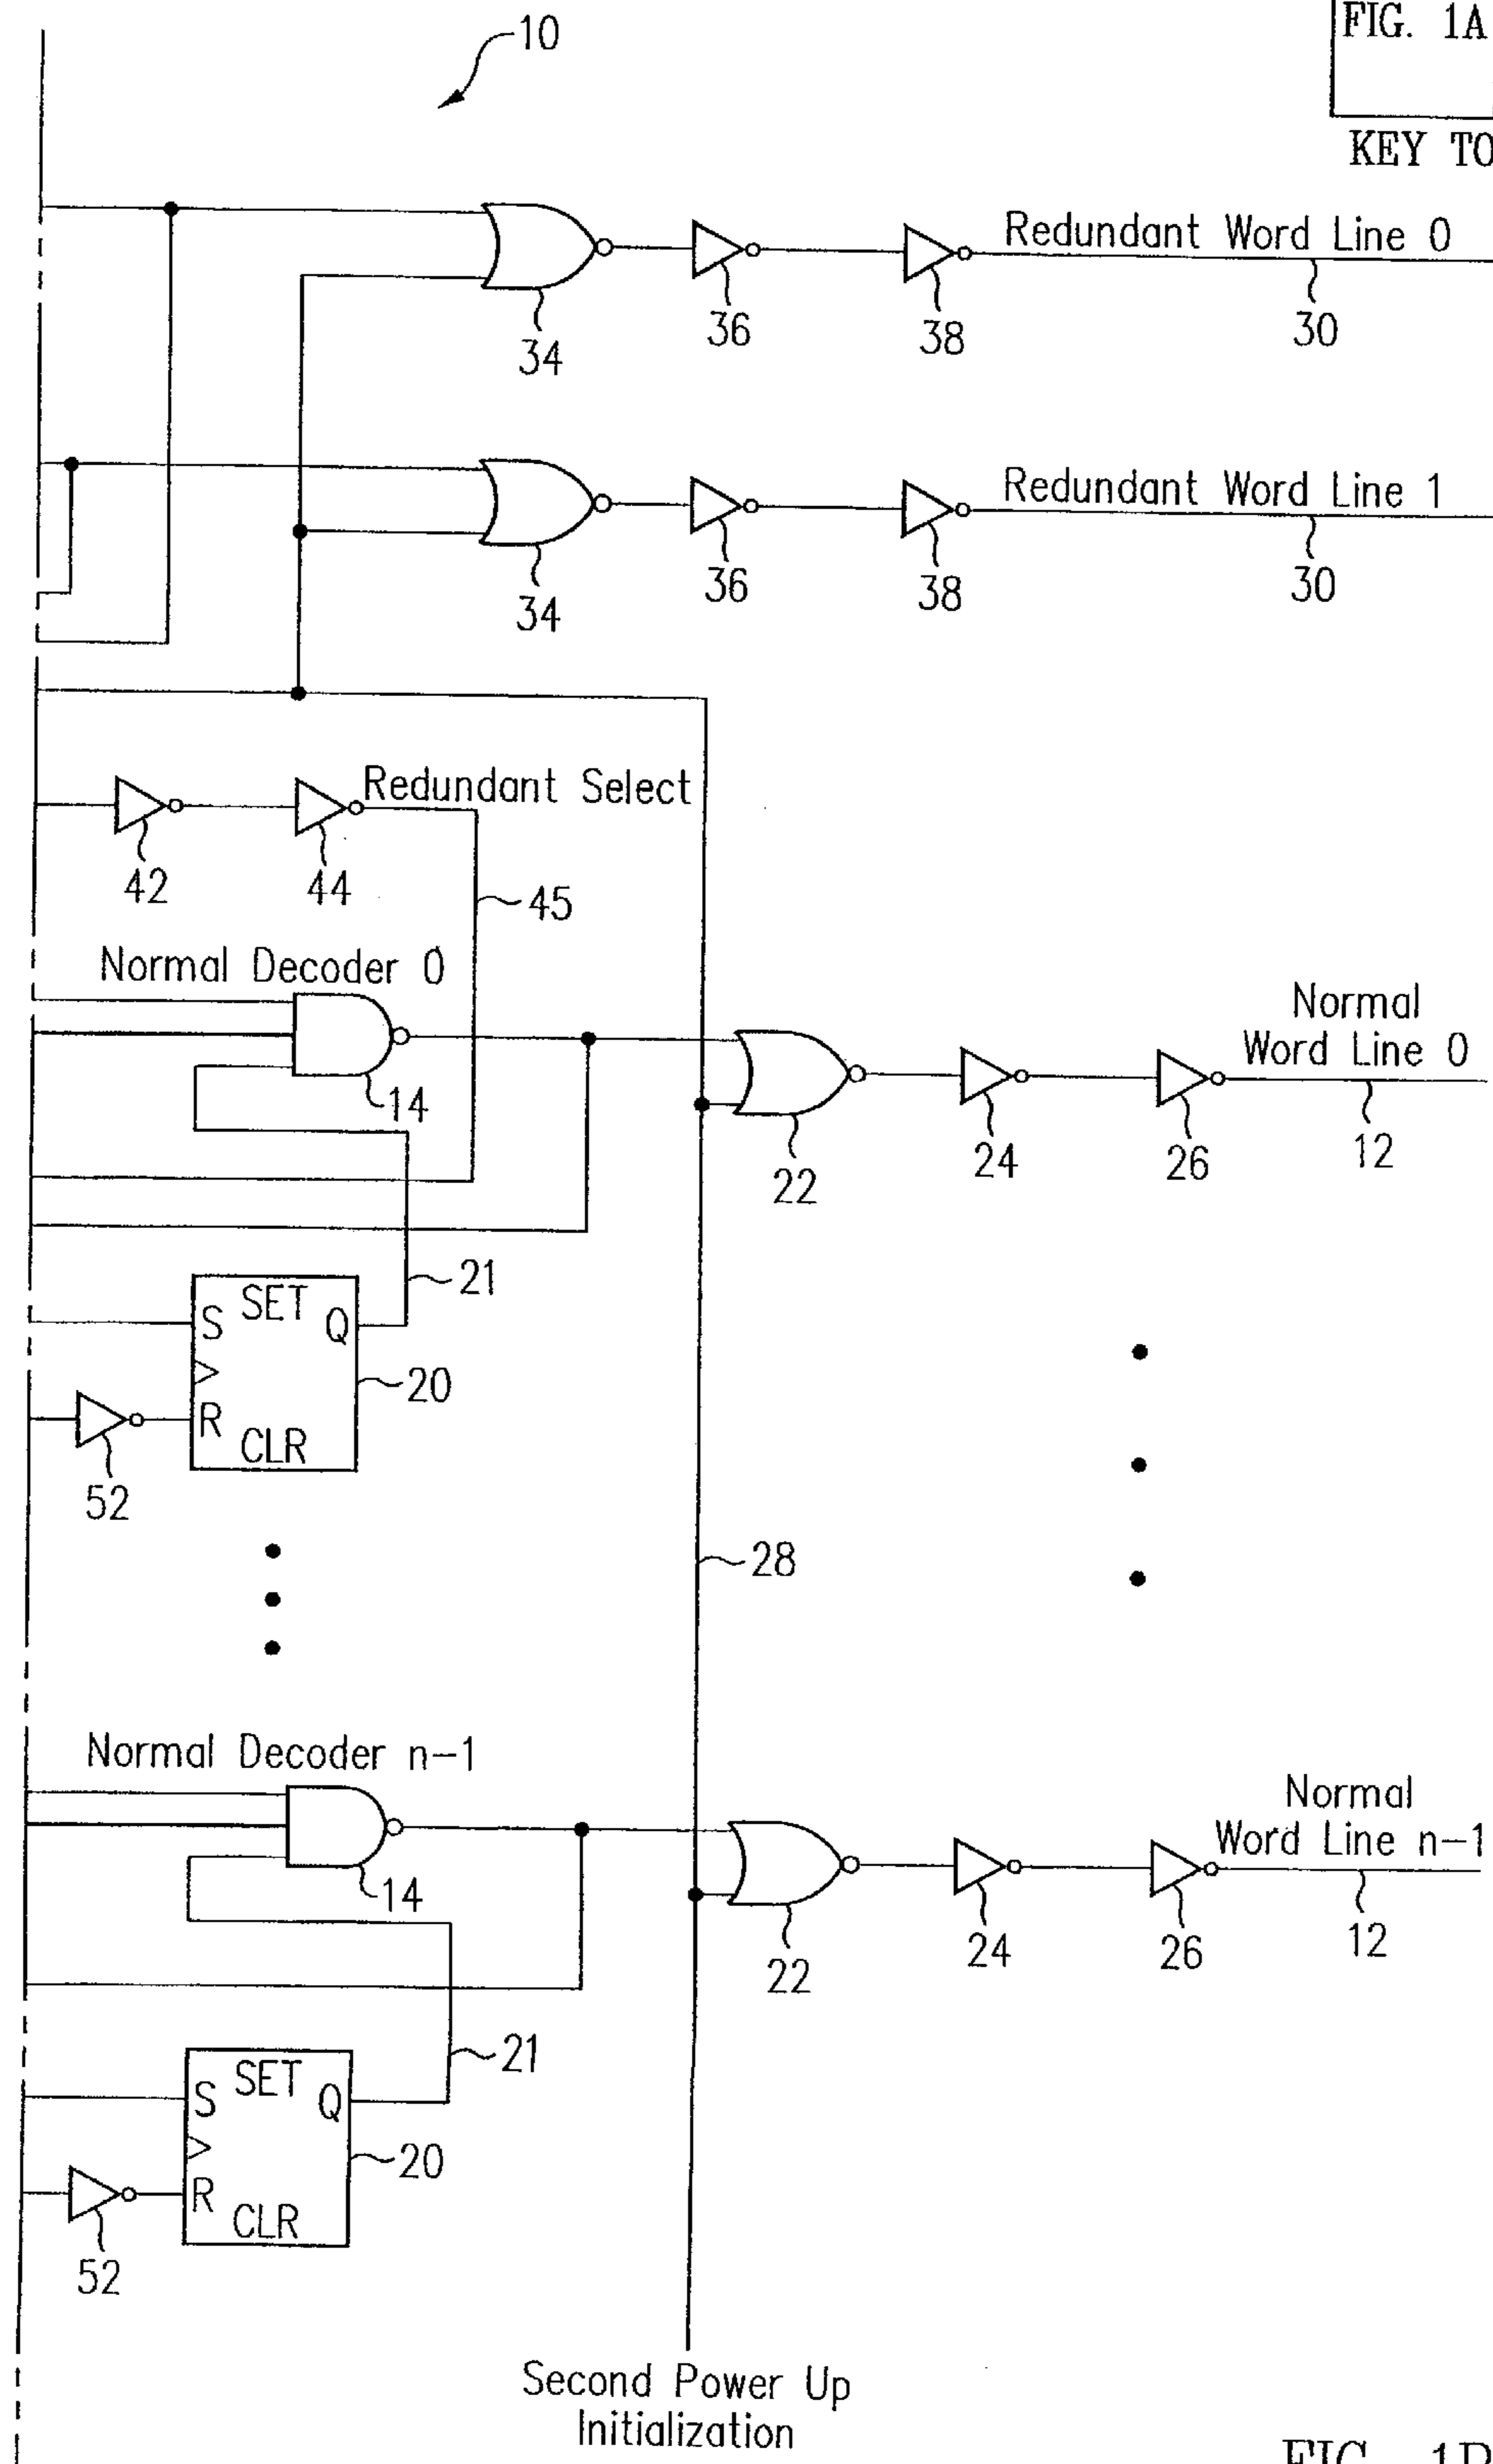 10
FIG. 1A
KEY TO
Redundant Word Line 0
34
36
38
30
Redundant Word Line 1
34
36
38
30
Redundant Select
42
44
45
Normal Decoder 0
14
Normal
Word Line 0
22
24
26
12
21
S SET Q
20
R
CLR
52
28
Normal Decoder n-1
14
Normal
Word Line n-1
22
24
26
12
21
S SET Q
20
R
CLR
52
Second Power Up
Initialization